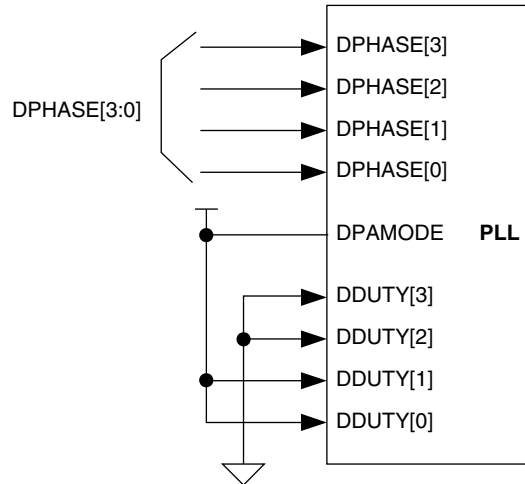 DPHASE[3]
DPHASE[2]
DPHASE[3:0]
DPHASE[1]
DPHASE[0]
DPAMODE PLL
DDUTY[3]
DDUTY[2]
DDUTY[1]
DDUTY[0]